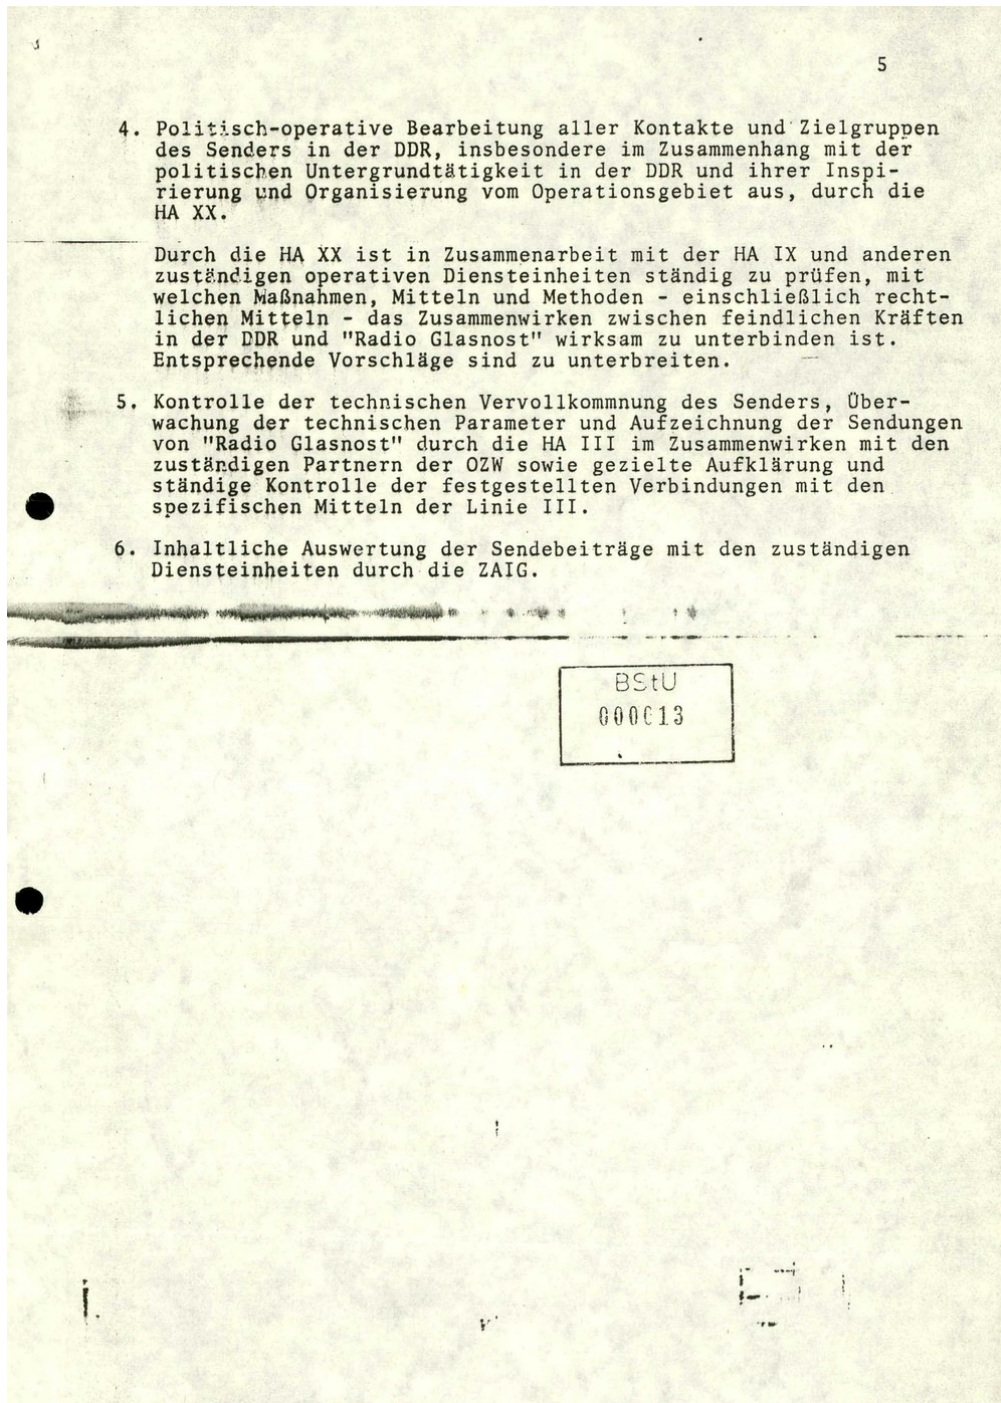 5
4. Politisch-operative Bearbeitung aller Kontakte und Zielgruppen
des Senders in der DDR, insbesondere im Zusammenhang mit der
politischen Untergrundtätigkeit in der DDR und ihrer Inspi-
rierung und Organisierung vom Operationsgebiet aus, durch die
HA XX.
Durch die HA XX ist in Zusammenarbeit mit der HA IX und anderen
zuständigen operativen Diensteinheiten ständig zu prüfen, mit
welchen Maßnahmen, Mitteln und Methoden - einschließlich recht-
lichen Mitteln - das Zusammenwirken zwischen feindlichen Kräften
in der DDR und "Radio Glasnost" wirksam zu unterbinden ist.
Entsprechende Vorschläge sind zu unterbreiten.
5. Kontrolle der technischen Vervollkommnung des Senders, Über-
wachung der technischen Parameter und Aufzeichnung der Sendungen
von "Radio Glasnost" durch die HA III im Zusammenwirken mit den
zuständigen Partnern der OZW sowie gezielte Aufklärung und
ständige Kontrolle der festgestellten Verbindungen mit den
spezifischen Mitteln der Linie III.
6. Inhaltliche Auswertung der Sendebeiträge mit den zuständigen
Diensteinheiten durch die ZAIG.
BStU
000013